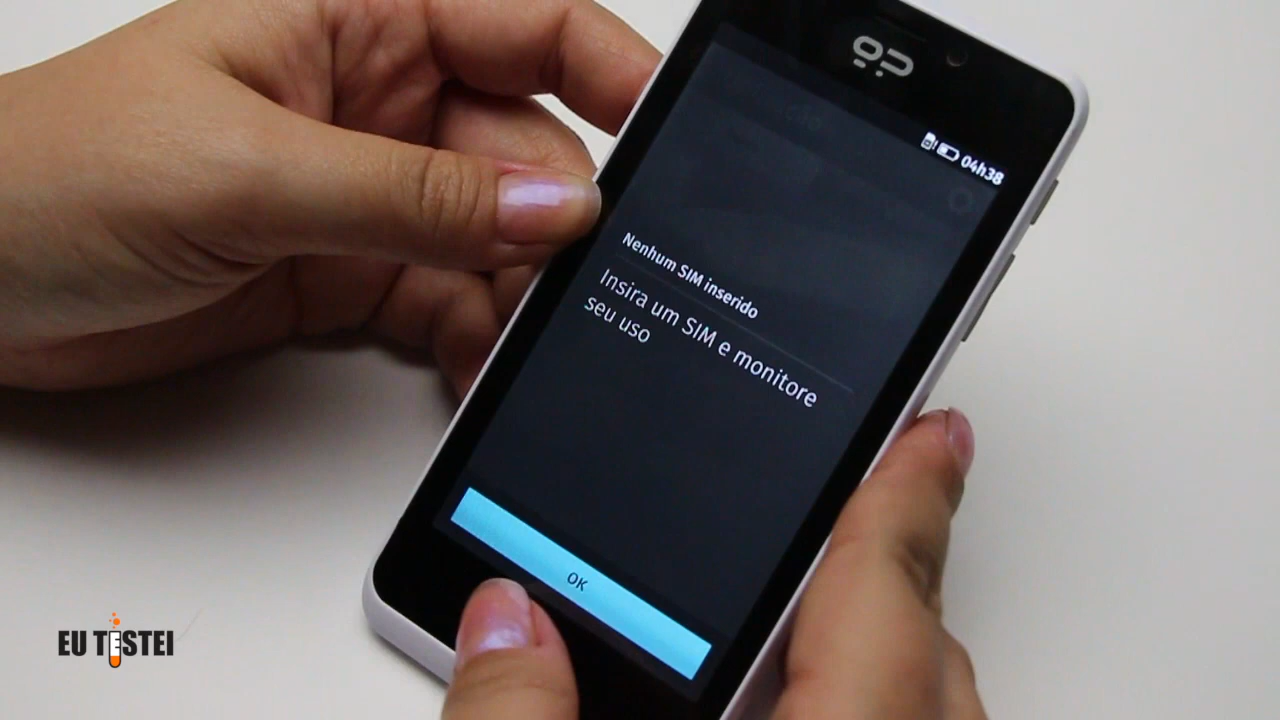 04h38
Nenhum SIM inserido
Insira um SIM e monitore
seu uso
OK
EU TESTEI